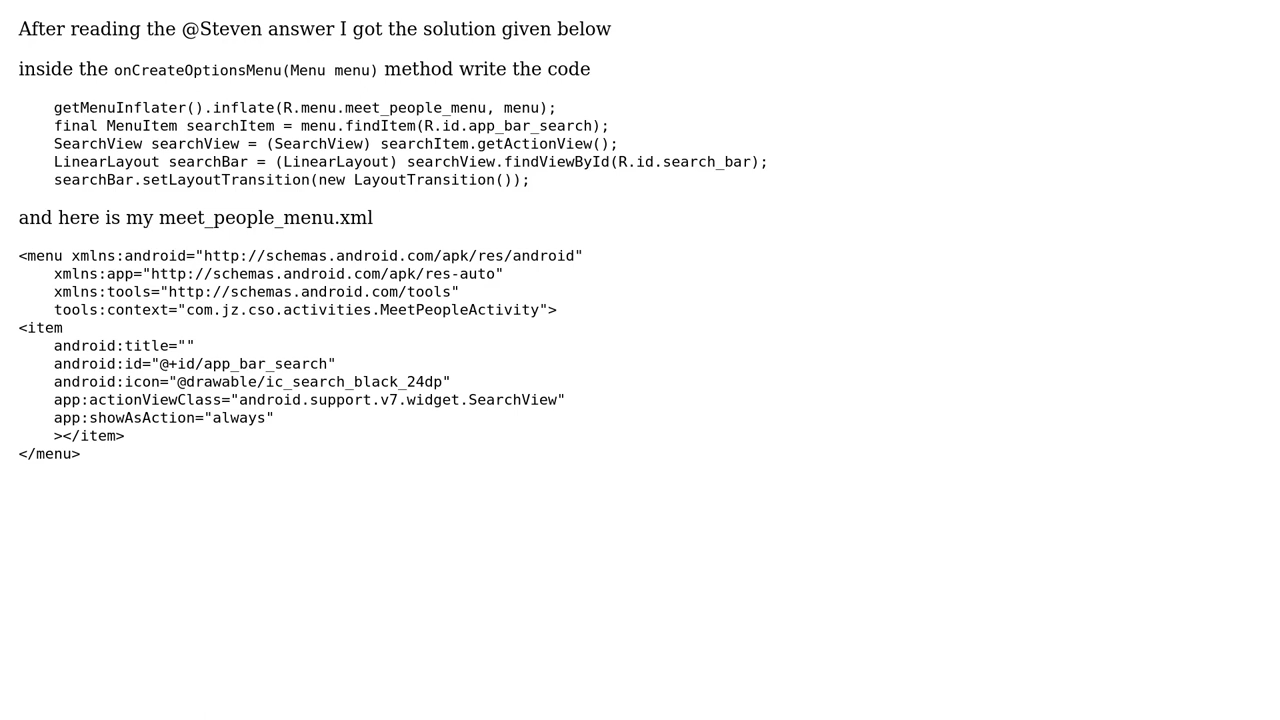 After reading the @Steven answer I got the solution given below
inside the onCreateOptionsMenu(Menu menu) method write the code
    getMenuInflater().inflate(R.menu.meet_people_menu, menu);
    final MenuItem searchItem = menu.findItem(R.id.app_bar_search);
    SearchView searchView = (SearchView) searchItem.getActionView();
    LinearLayout searchBar = (LinearLayout) searchView.findViewById(R.id.search_bar);
    searchBar.setLayoutTransition(new LayoutTransition());
and here is my meet_people_menu.xml
<menu xmlns:android="http://schemas.android.com/apk/res/android"
    xmlns:app="http://schemas.android.com/apk/res-auto"
    xmlns:tools="http://schemas.android.com/tools"
    tools:context="com.jz.cso.activities.MeetPeopleActivity">
<item
    android:title=""
    android:id="@+id/app_bar_search"
    android:icon="@drawable/ic_search_black_24dp"
    app:actionViewClass="android.support.v7.widget.SearchView"
    app:showAsAction="always"
    ></item>
</menu>